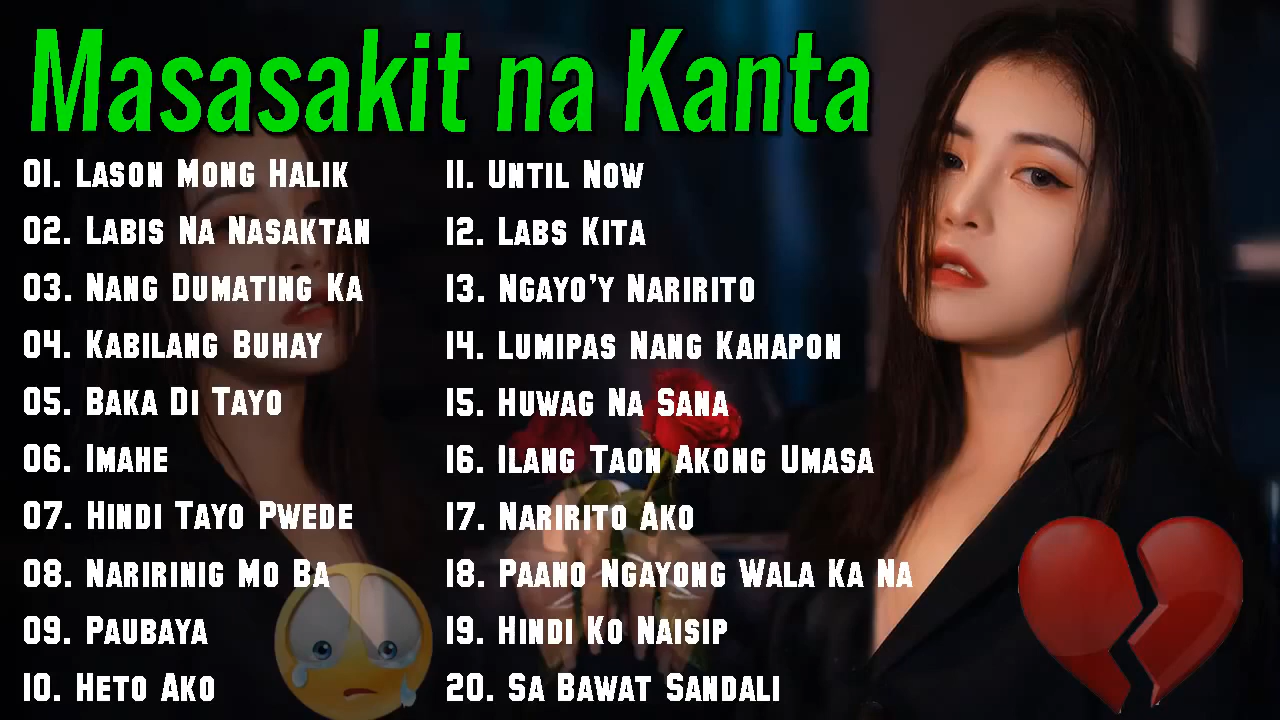 Masasakit na Kanta
01. Lason Mong Halik
02. Labis Na Nasaktan
03. Nang Dumating Ka
04. Kabilang Buhay
05. Baka Di Tayo
06. Imahe
07. Hindi Tayo Pwede
08. Naririnig Mo Ba
09. Paubaya
10. Heto Ako
11. Until Now
12. Labs Kita
13. Ngayo'y Naririto
14. Lumipas Nang Kahapon
15. Huwag Na Sana
16. Ilang Taon Akong Umasa
17. Naririto Ako
18. Paano Ngayong Wala Ka Na
19. Hindi Ko Naisip
20. Sa Bawat Sandali